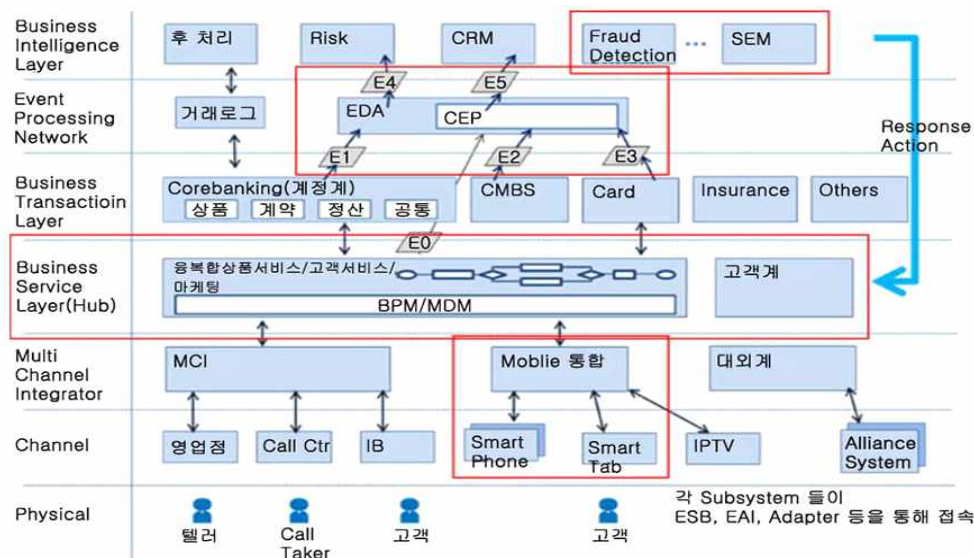 Business
Intelligence
Layer
후 처리
Risk
CRM
Fraud
Detection
...
SEM
E4
E5
Event
Processing
Network
거래로그
EDA
CEP
Response
Action
E1
E2
E3
Business
Transactioin
Layer
Corebanking(계정계)
상품
계약
정산
공통
CMBS
Card
Insurance
Others
E0
Business
Service
Layer(Hub)
융복합상품서비스/고객서비스/
마케팅
BPM/MDM
고객계
Multi
Channel
Integrator
MCI
Moblie 통합
대외계
Channel
영업점
Call Ctr
IB
Smart
Phone
Smart
Tab
IPTV
Alliance
System
Physical
텔러
Call
Taker
고객
고객
각 Subsystem 들이
ESB, EAI, Adapter 등을 통해 접속